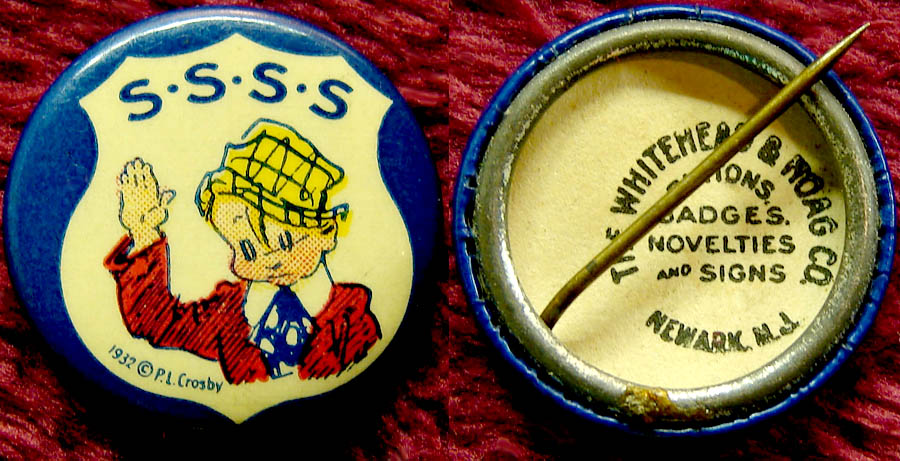 S·S·S·S
1932 © P.L. Crosby
THE WHITEHEAD & HOAG CO.
BUTTONS,
BADGES,
NOVELTIES
AND SIGNS
NEWARK, N.J.